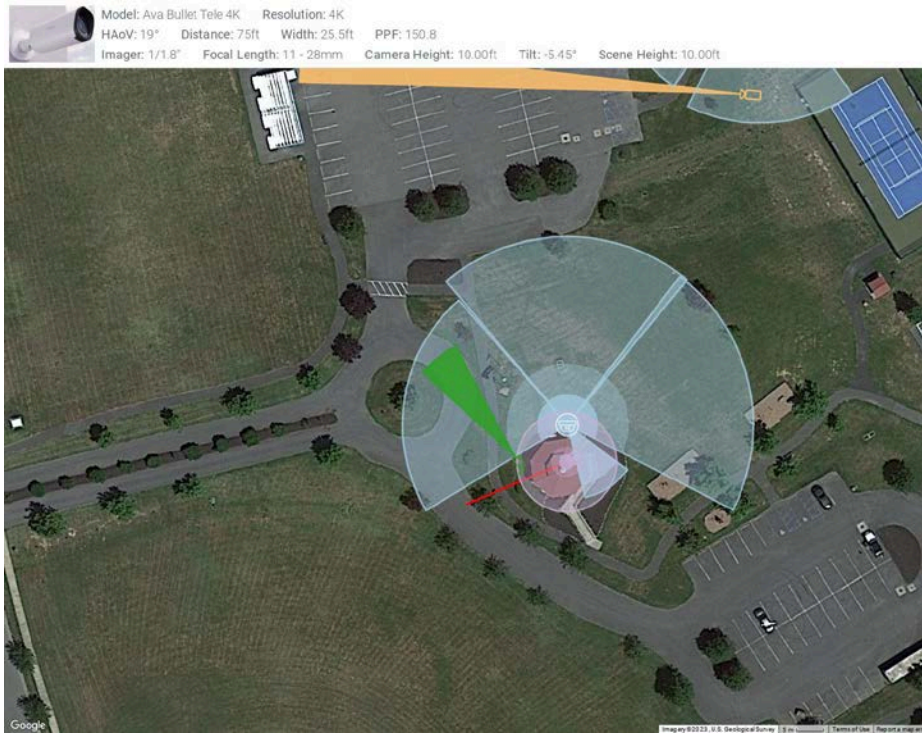 Model: Ava Bullet Tele 4K Resolution: 4K
HAoV: 19° Distance: 75ft Width: 25.5ft PPF: 150.8
Imager: 1/1.8" Focal Length: 11 - 28mm Camera Height: 10.00ft Tilt: -5.45° Scene Height: 10.00ft
Google
Imagery ©2023, U.S. Geological Survey 5 m Terms of Use Report a map er